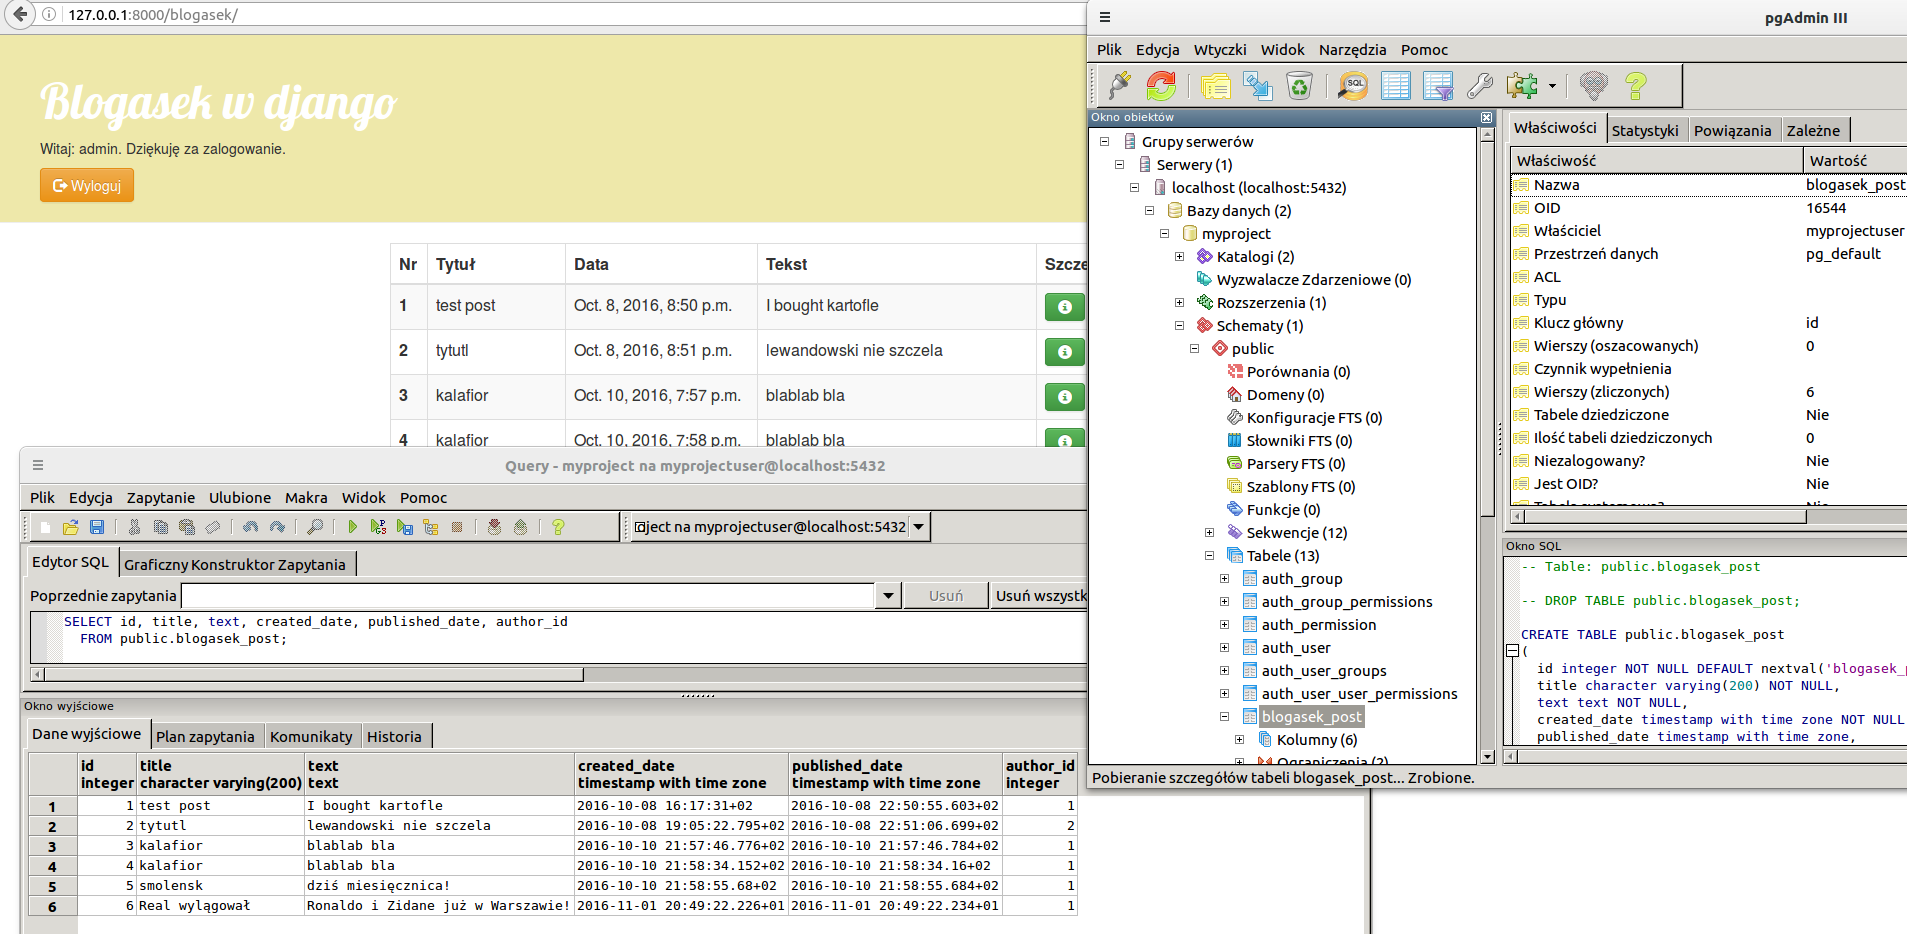 127.0.0.1:8000/blogasek/
Blogasek w django
Witaj: admin. Dziękuję za zalogowanie.
Wyloguj
Nr Tytuł Data Tekst Szcze
1 test post Oct. 8, 2016, 8:50 p.m. I bought kartofle
2 tytutl Oct. 8, 2016, 8:51 p.m. lewandowski nie szczela
3 kalafior Oct. 10, 2016, 7:57 p.m. blablab bla
4 kalafior Oct. 10, 2016, 7:58 p.m. blablab bla
Query - myproject na myprojectuser@localhost:5432
Plik Edycja Zapytanie Ulubione Makra Widok Pomoc
ject na myprojectuser@localhost:5432
Edytor SQL Graficzny Konstruktor Zapytania
Poprzednie zapytania Usuń Usuń wszystk
SELECT id, title, text, created_date, published_date, author_id
FROM public.blogasek_post;
Okno wyjściowe
Dane wyjściowe Plan zapytania Komunikaty Historia
id title text created_date published_date author_id
integer character varying(200) text timestamp with time zone timestamp with time zone integer
1 1 test post I bought kartofle 2016-10-08 16:17:31+02 2016-10-08 22:50:55.603+02 1
2 2 tytutl lewandowski nie szczela 2016-10-08 19:05:22.795+02 2016-10-08 22:51:06.699+02 2
3 3 kalafior blablab bla 2016-10-10 21:57:46.776+02 2016-10-10 21:57:46.784+02 1
4 4 kalafior blablab bla 2016-10-10 21:58:34.152+02 2016-10-10 21:58:34.16+02 1
5 5 smolensk dziś miesięcznica! 2016-10-10 21:58:55.68+02 2016-10-10 21:58:55.684+02 1
6 6 Real wylągował Ronaldo i Zidane już w Warszawie! 2016-11-01 20:49:22.226+01 2016-11-01 20:49:22.234+01 1
pgAdmin III
Plik Edycja Wtyczki Widok Narzędzia Pomoc
SQL
Okno obiektów
Grupy serwerów
Serwery (1)
localhost (localhost:5432)
Bazy danych (2)
myproject
Katalogi (2)
Wyzwalacze Zdarzeniowe (0)
Rozszerzenia (1)
Schematy (1)
public
Porównania (0)
Domeny (0)
Konfiguracje FTS (0)
Słowniki FTS (0)
Parsery FTS (0)
Szablony FTS (0)
Funkcje (0)
Sekwencje (12)
Tabele (13)
auth_group
auth_group_permissions
auth_permission
auth_user
auth_user_groups
auth_user_user_permissions
blogasek_post
Kolumny (6)
Ograniczenia (2)
Pobieranie szczegółów tabeli blogasek_post... Zrobione.
Właściwości Statystyki Powiązania Zależne
Właściwość Wartość
Nazwa blogasek_post
OID 16544
Właściciel myprojectuser
Przestrzeń danych pg_default
ACL
Typu
Klucz główny id
Wierszy (oszacowanych) 0
Czynnik wypełnienia
Wierszy (zliczonych) 6
Tabele dziedziczone Nie
Ilość tabeli dziedziczonych 0
Niezalogowany? Nie
Jest OID? Nie
Tabela systemowa? Nie
Okno SQL
-- Table: public.blogasek_post
-- DROP TABLE public.blogasek_post;
CREATE TABLE public.blogasek_post
(
id integer NOT NULL DEFAULT nextval('blogasek_p
title character varying(200) NOT NULL,
text text NOT NULL,
created_date timestamp with time zone NOT NULL
published_date timestamp with time zone,